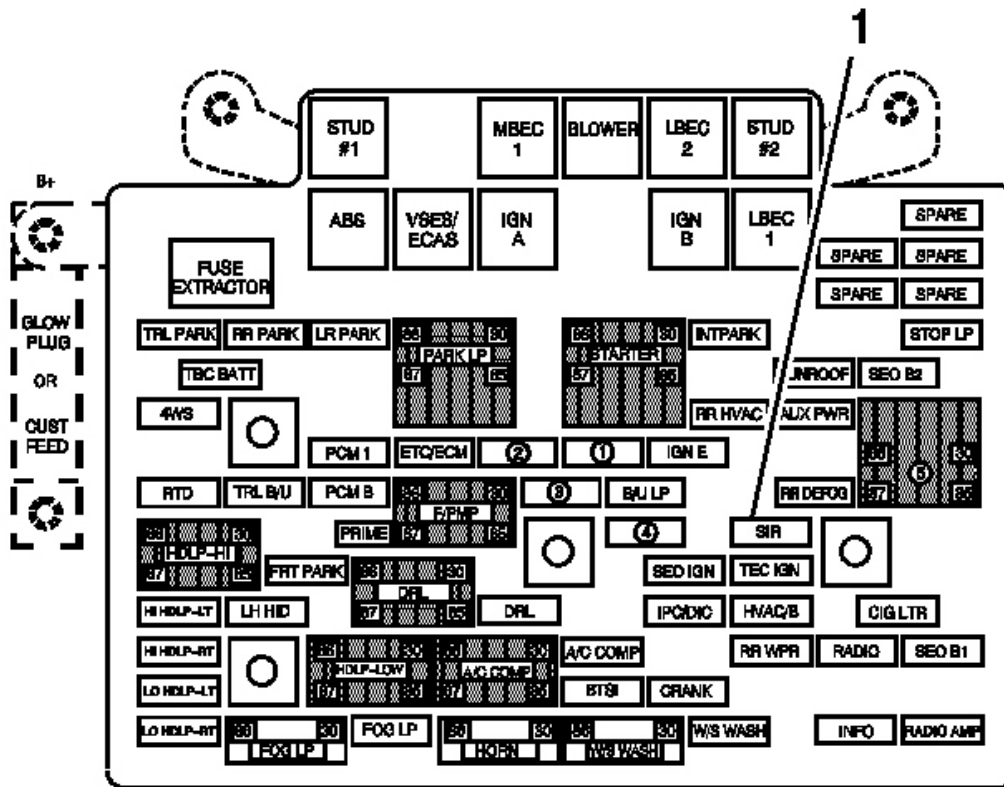 1
STUD #1
MBEC 1
BLOWER
LBEC 2
STUD #2
B+
ABS
VSES/ ECAS
IGN A
IGN B
LBEC 1
SPARE
FUSE EXTRACTOR
SPARE SPARE
SPARE SPARE
GLOW PLUG OR CUST FEED
TRL PARK RR PARK LR PARK
86 30
PARK LP
87 85
86 30
STARTER
87 85
INTPARK
STOP LP
TBC BATT
UNROOF SEO B2
4WS
RR HVAC AUX PWR
PCM 1 ETC/ECM 2 1 IGN E
86 30
5
87 85
RTD TRL B/U PCM B
86 30
F/PMP
87 85
3 B/U LP
RR DEFOG
PRIME
4
SIR
86 30
HDLP-HI
87 85
FRT PARK
86 30
DRL
87 85
SEO IGN TEC IGN
HI HDLP-LT LH HID
DRL
IPC/DIC HVAC/B CIG LTR
HI HDLP-RT
86 30
HDLP-LOW
87 85
86 30
A/C COMP
87 85
A/C COMP
RR WPR RADIO SEO B1
LO HDLP-LT
BTSI CRANK
LO HDLP-RT
86 30
FOG LP
FOG LP
86 30
HORN
86 30
W/S WASH
W/S WASH
INFO RADIO AMP